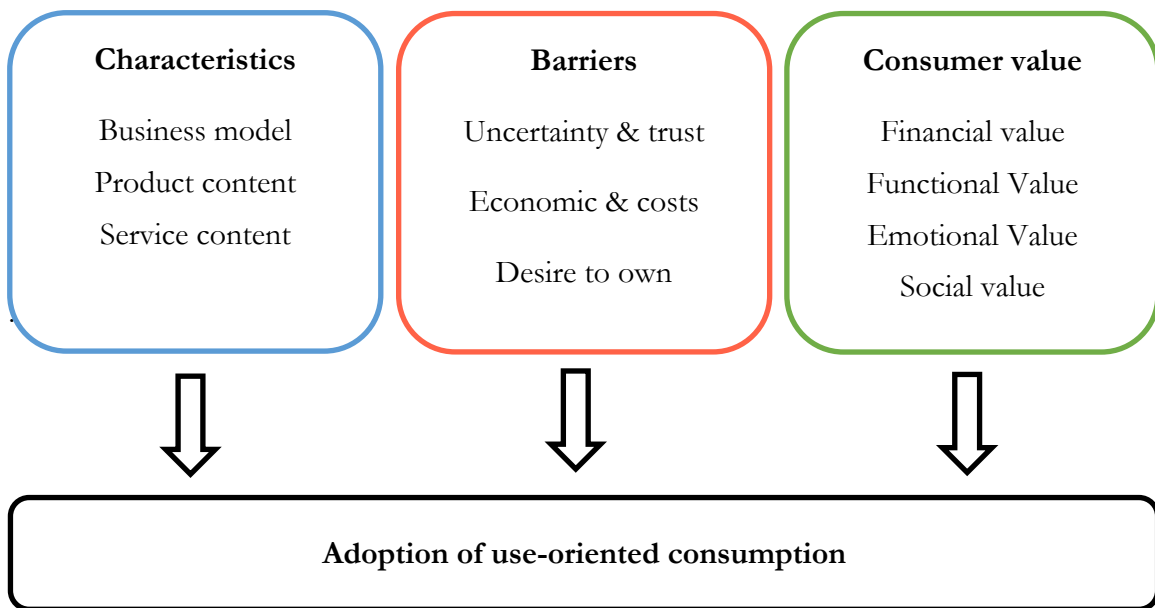 Characteristics
Business model
Product content
Service content
Barriers
Uncertainty & trust
Economic & costs
Desire to own
Consumer value
Financial value
Functional Value
Emotional Value
Social value
.
Adoption of use-oriented consumption